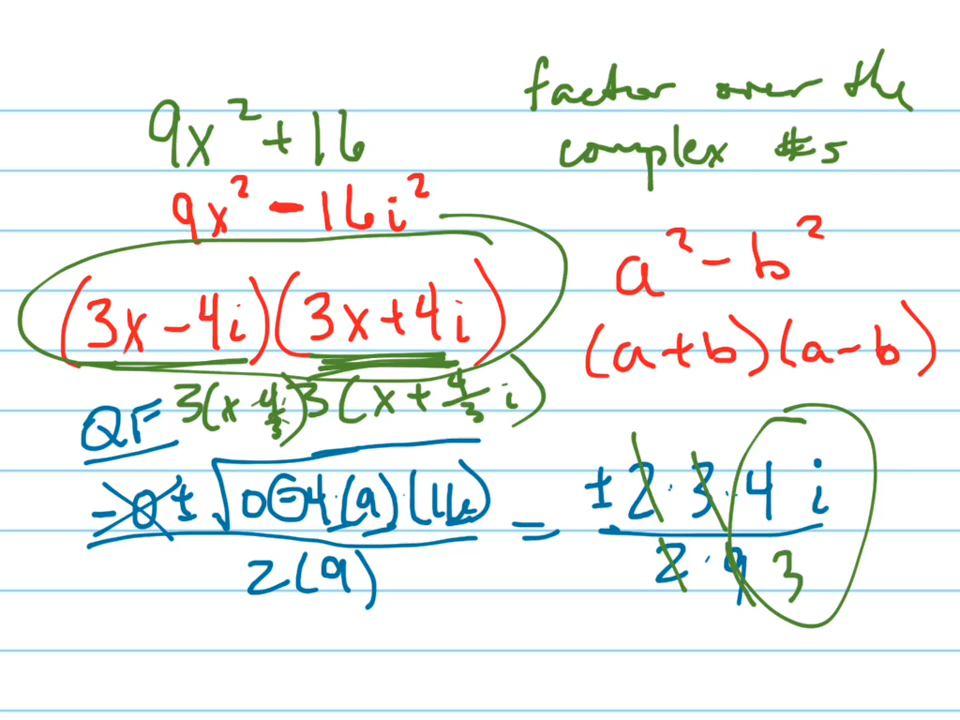 factor over the
complex #s
9x² + 16
9x² - 16i²
a² - b²
(3x - 4i)(3x + 4i)
(a + b)(a - b)
3(x - 4/3 i) 3(x + 4/3 i)
QF
(-0 ± √(0 - 4·(9)·(16))) / 2(9) = (± 2 · 3 · 4 i) / (2 · 9 3)